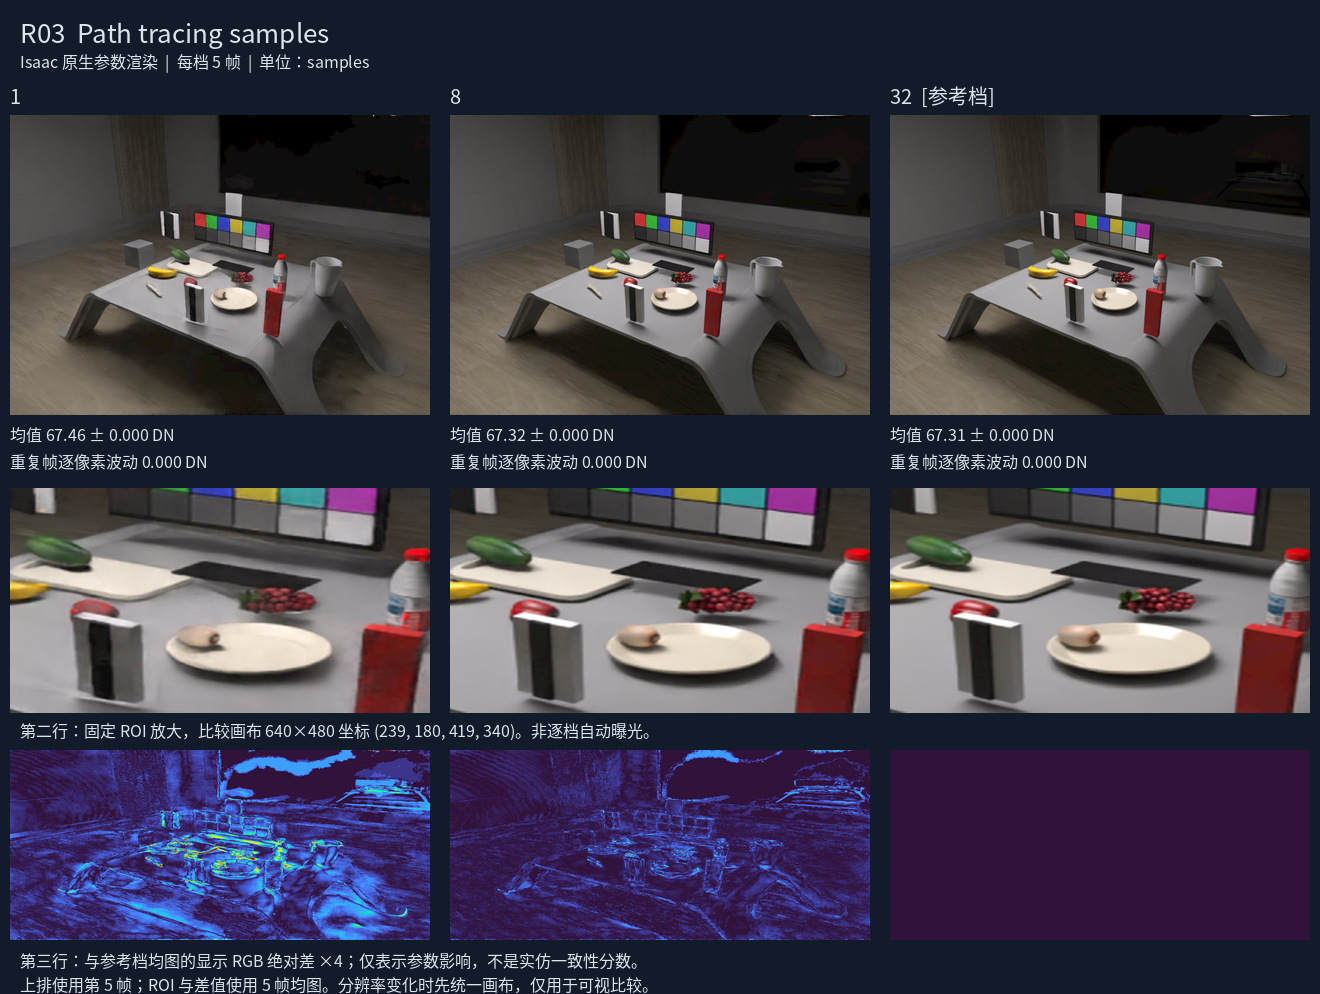 R03 Path tracing samples
Isaac 原生参数渲染 | 每档 5 帧 | 单位：samples
1
8
32 [参考档]
均值 67.46 ± 0.000 DN
均值 67.32 ± 0.000 DN
均值 67.31 ± 0.000 DN
重复帧逐像素波动 0.000 DN
重复帧逐像素波动 0.000 DN
重复帧逐像素波动 0.000 DN
第二行：固定 ROI 放大，比较画布 640×480 坐标 (239, 180, 419, 340)。非逐档自动曝光。
第三行：与参考档均图的显示 RGB 绝对差 ×4；仅表示参数影响，不是实仿一致性分数。
上排使用第 5 帧；ROI 与差值使用 5 帧均图。分辨率变化时先统一画布，仅用于可视比较。